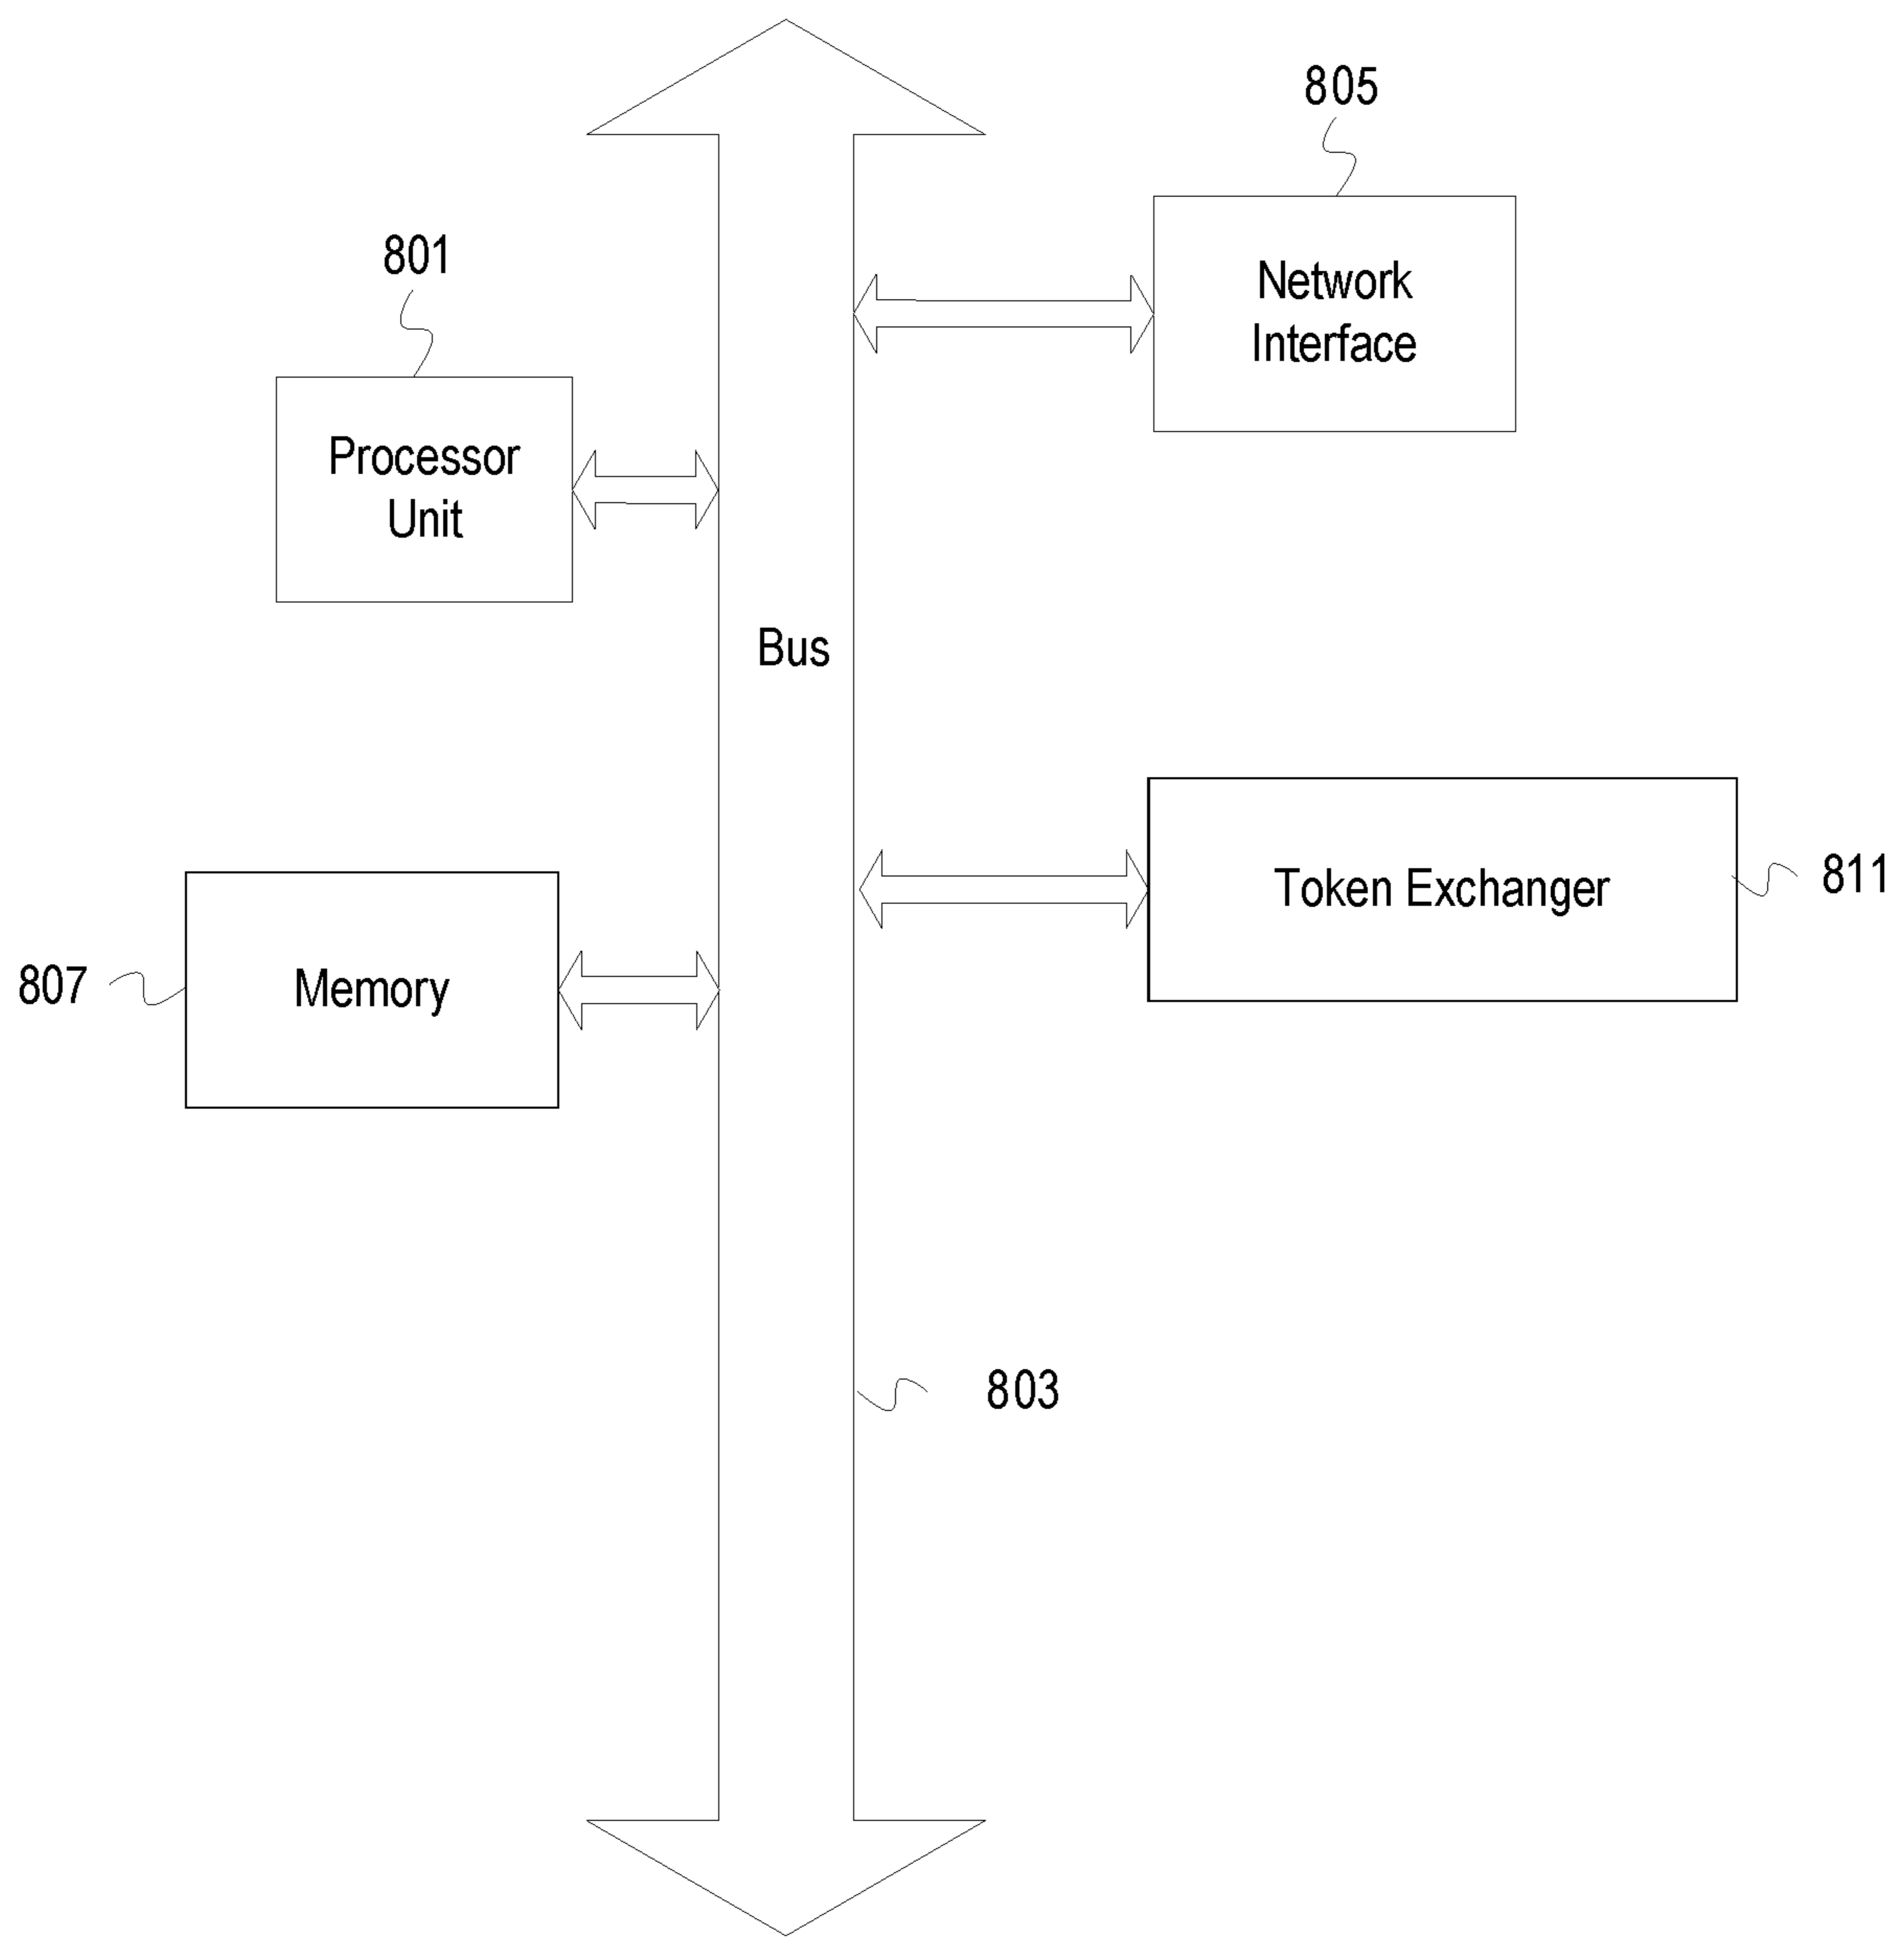 805
Network
Interface
801
Processor
Unit
Bus
811
Token Exchanger
807
Memory
803